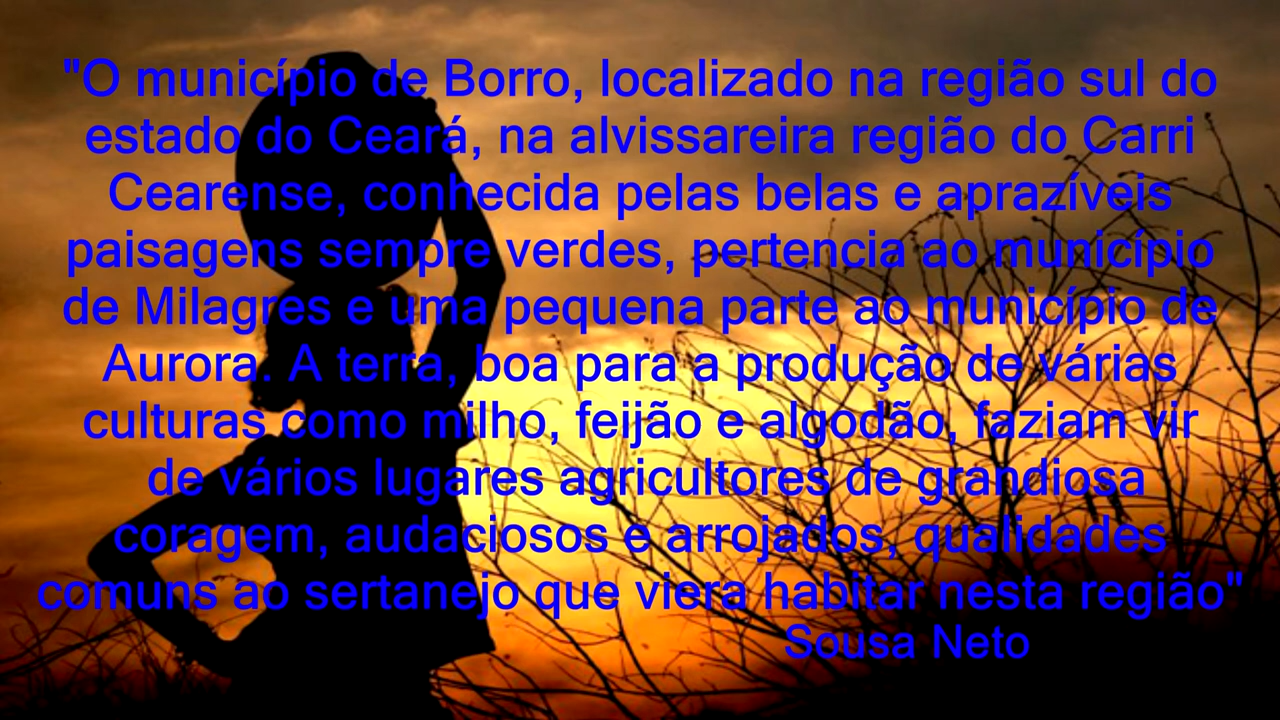 "O município de Borro, localizado na região sul do
estado do Ceará, na alvissareira região do Carri
Cearense, conhecida pelas belas e aprazíveis
paisagens sempre verdes, pertencia ao município
de Milagres e uma pequena parte ao município de
Aurora. A terra, boa para a produção de várias
culturas como milho, feijão e algodão, faziam vir
de vários lugares agricultores de grandiosa
coragem, audaciosos e arrojados, qualidades
comuns ao sertanejo que viera habitar nesta região"
Sousa Neto